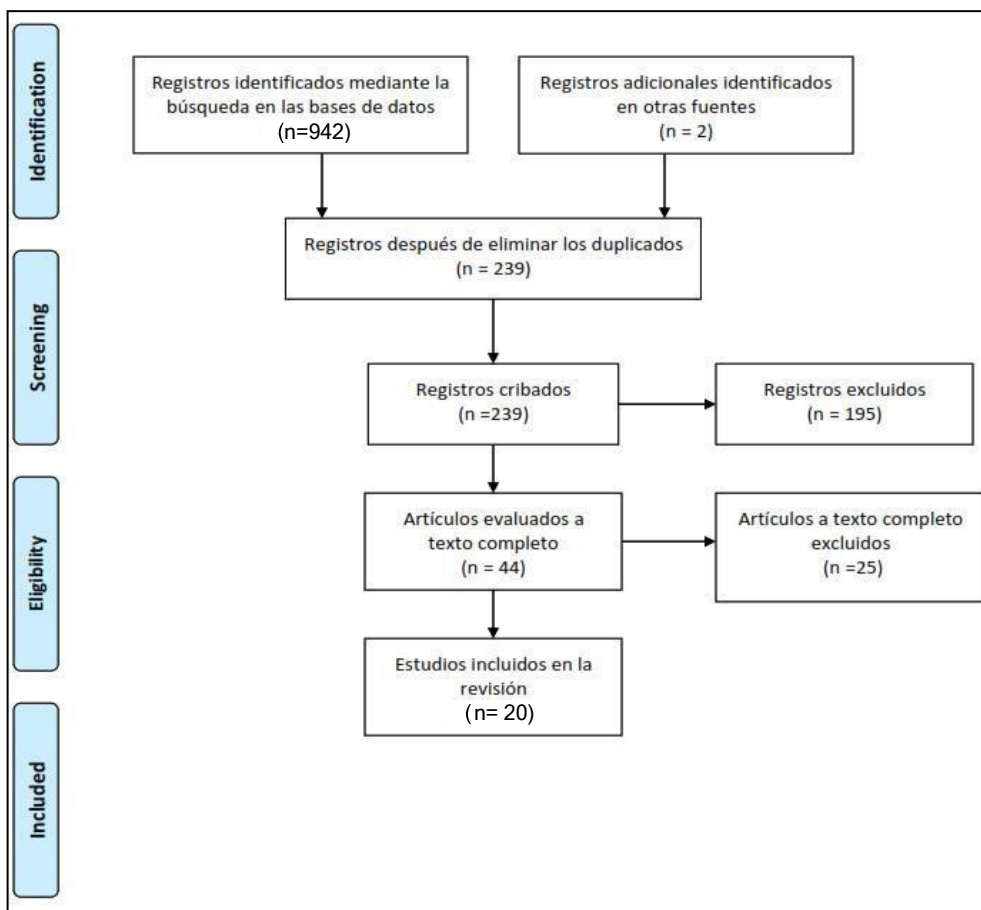 Identification
Registros identificados mediante la
búsqueda en las bases de datos
(n=942)
Registros adicionales identificados
en otras fuentes
(n = 2)
Registros después de eliminar los duplicados
(n = 239)
Screening
Registros cribados
(n =239)
Registros excluidos
(n = 195)
Eligibility
Artículos evaluados a
texto completo
(n = 44)
Artículos a texto completo
excluidos
(n =25)
Estudios incluidos en la
revisión
(n= 20)
Included